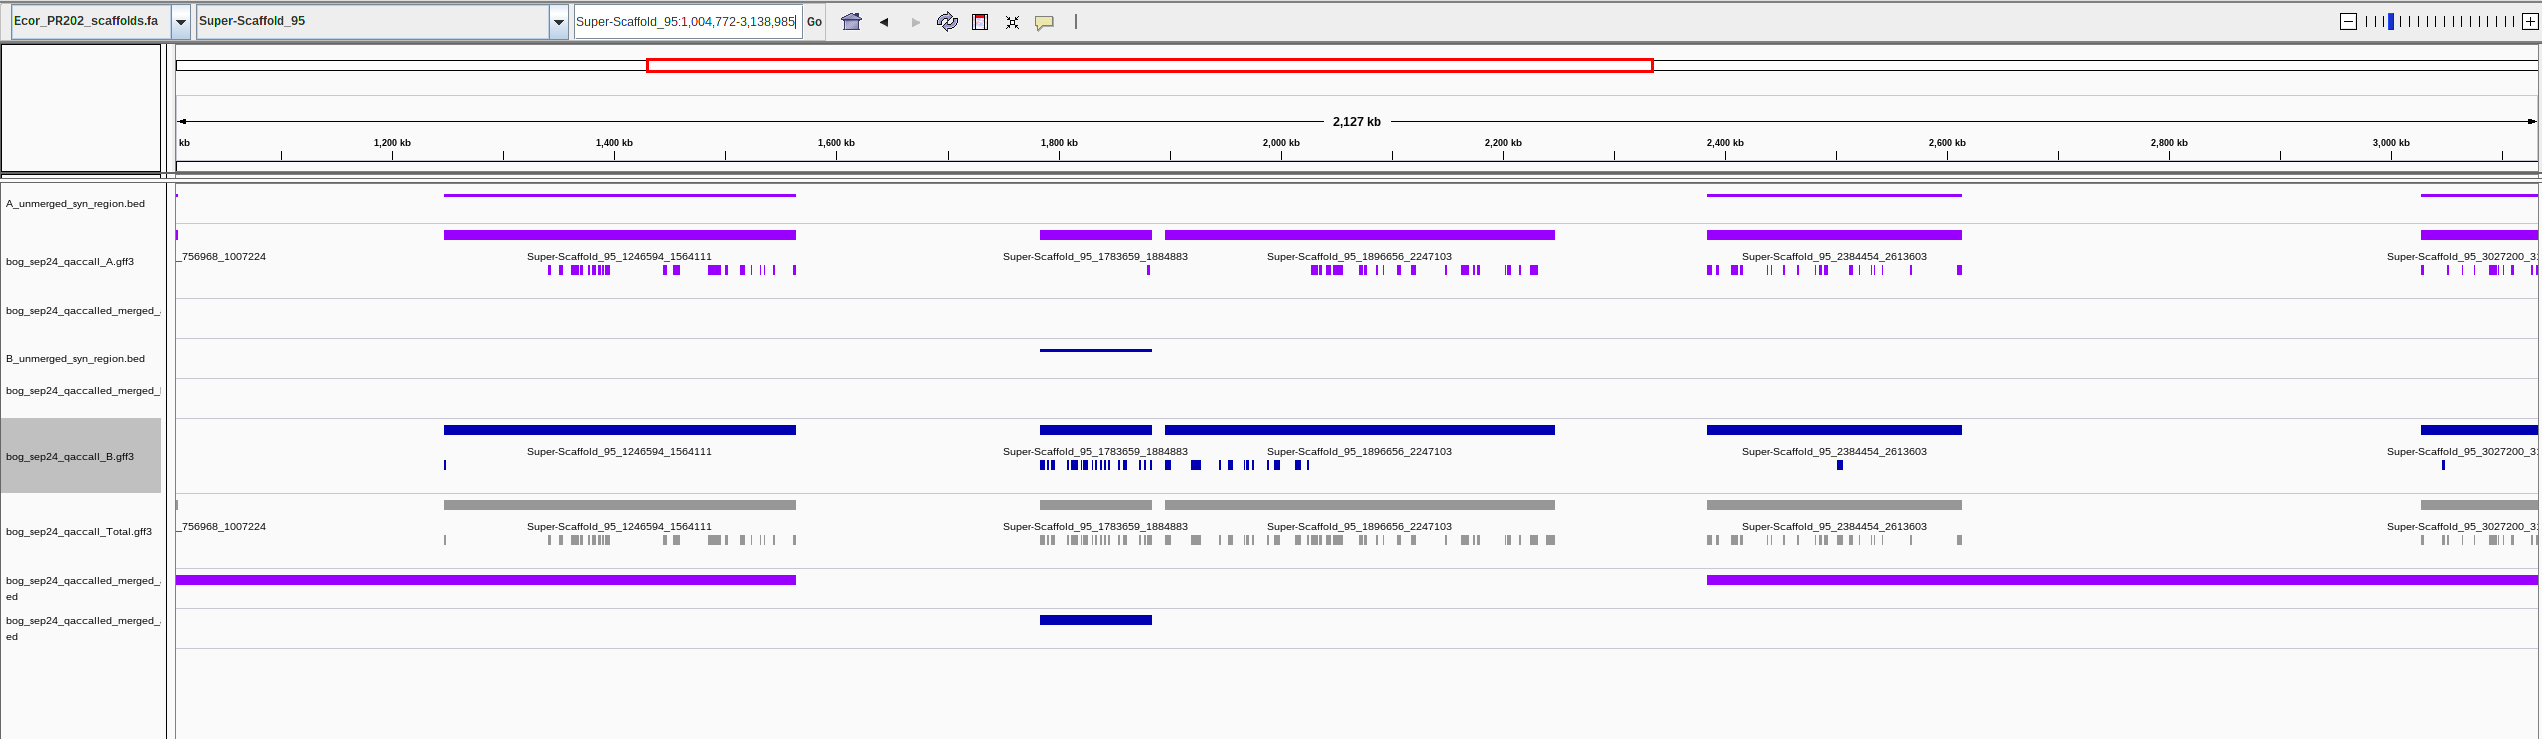 Ecor_PR202_scaffolds.fa Super-Scaffold_95 Super-Scaffold_95:1,004,772-3,138,985 Go
2,127 kb
kb 1,200 kb 1,400 kb 1,600 kb 1,800 kb 2,000 kb 2,200 kb 2,400 kb 2,600 kb 2,800 kb 3,000 kb
A_unmerged_syn_region.bed
bog_sep24_qaccall_A.gff3
_756968_1007224 Super-Scaffold_95_1246594_1564111 Super-Scaffold_95_1783659_1884883 Super-Scaffold_95_1896656_2247103 Super-Scaffold_95_2384454_2613603 Super-Scaffold_95_3027200_3
bog_sep24_qaccalled_merged_
B_unmerged_syn_region.bed
bog_sep24_qaccalled_merged_
bog_sep24_qaccall_B.gff3
Super-Scaffold_95_1246594_1564111 Super-Scaffold_95_1783659_1884883 Super-Scaffold_95_1896656_2247103 Super-Scaffold_95_2384454_2613603 Super-Scaffold_95_3027200_3
bog_sep24_qaccall_Total.gff3
_756968_1007224 Super-Scaffold_95_1246594_1564111 Super-Scaffold_95_1783659_1884883 Super-Scaffold_95_1896656_2247103 Super-Scaffold_95_2384454_2613603 Super-Scaffold_95_3027200_3
bog_sep24_qaccalled_merged_
ed
bog_sep24_qaccalled_merged_
ed